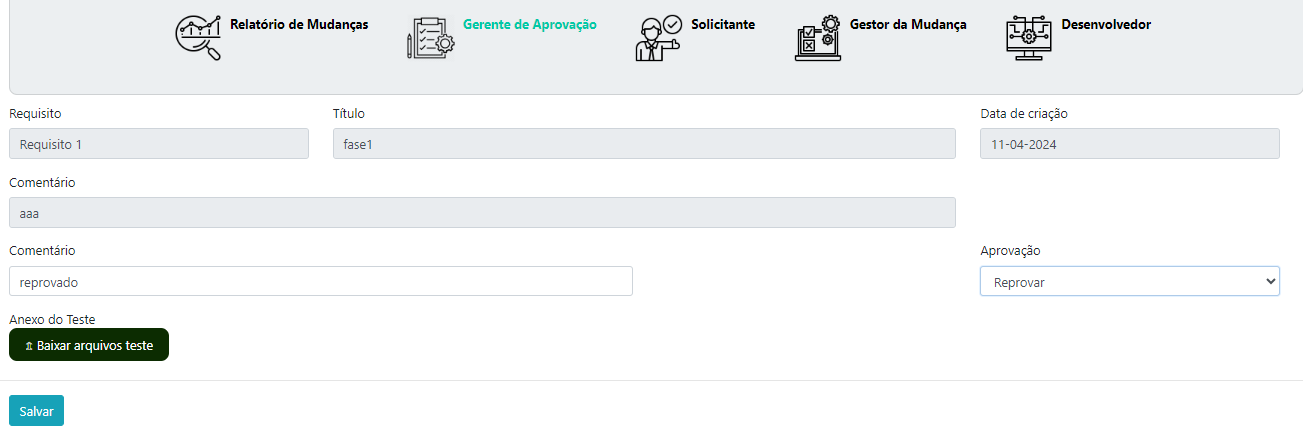 Relatório de Mudanças
Gerente de Aprovação
Solicitante
Gestor da Mudança
Desenvolvedor
Requisito
Título
Data de criação
Requisito 1
fase1
11-04-2024
Comentário
aaa
Comentário
Aprovação
reprovado
Reprovar
Anexo do Teste
Baixar arquivos teste
Salvar